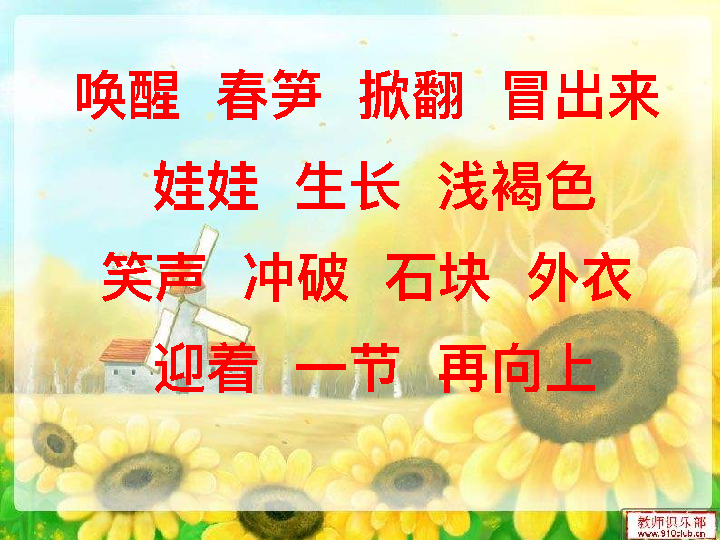 唤醒 春笋 掀翻 冒出来
娃娃 生长 浅褐色
笑声 冲破 石块 外衣
迎着 一节 再向上
教师俱乐部
www.910club.cn